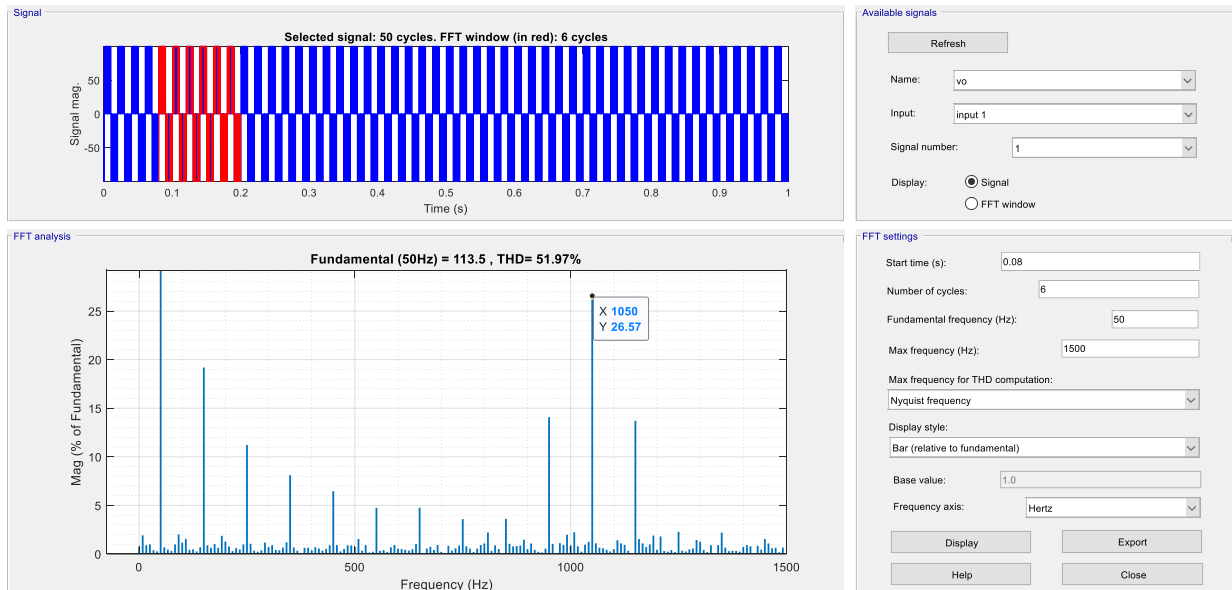 Signal
Selected signal: 50 cycles. FFT window (in red): 6 cycles
Signal mag.
50
0
-50
0 0.1 0.2 0.3 0.4 0.5 0.6 0.7 0.8 0.9 1
Time (s)
Available signals
Refresh
Name: vo
Input: input 1
Signal number: 1
Display: Signal
FFT window
FFT analysis
Fundamental (50Hz) = 113.5 , THD= 51.97%
Mag (% of Fundamental)
25
20
15
10
5
0
X 1050
Y 26.57
0 500 1000 1500
Frequency (Hz)
FFT settings
Start time (s): 0.08
Number of cycles: 6
Fundamental frequency (Hz): 50
Max frequency (Hz): 1500
Max frequency for THD computation:
Nyquist frequency
Display style:
Bar (relative to fundamental)
Base value: 1.0
Frequency axis: Hertz
Display Export
Help Close